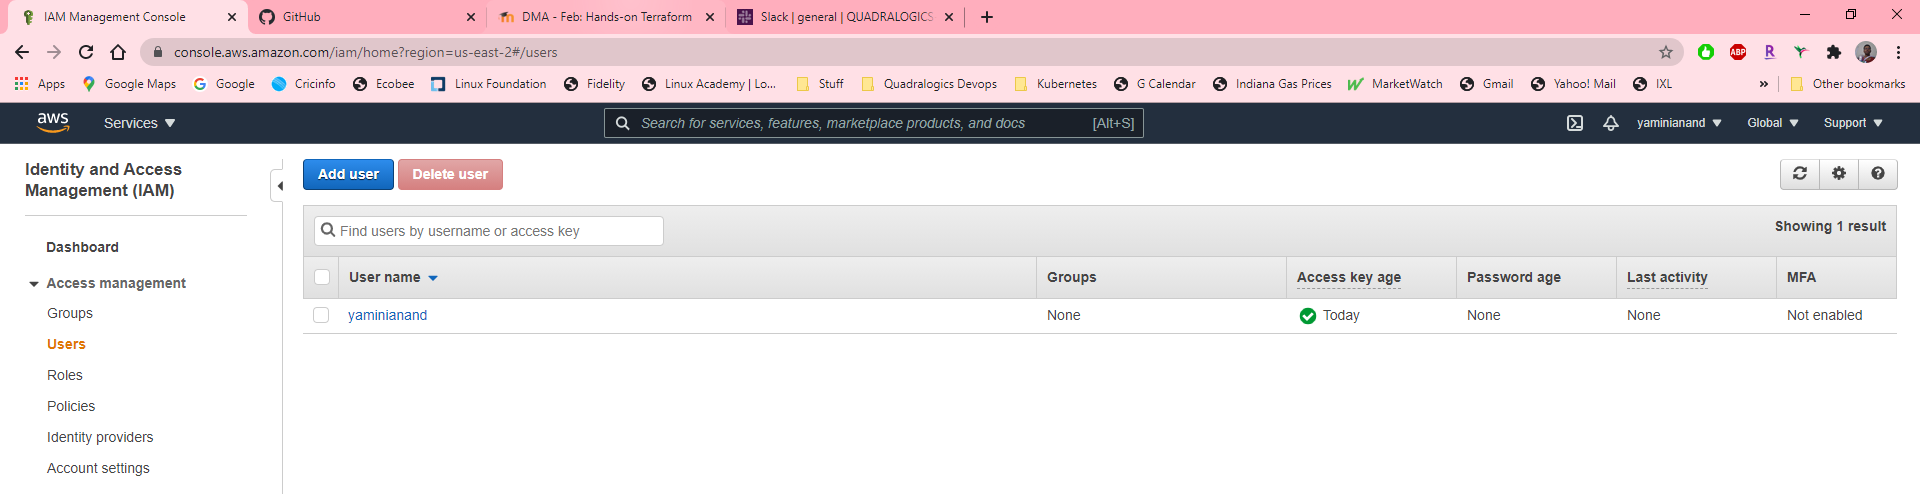 IAM Management Console
GitHub
DMA - Feb: Hands-on Terraform
Slack | general | QUADRALOGICS
console.aws.amazon.com/iam/home?region=us-east-2#/users
ABP
R
Apps Google Maps Google Cricinfo Ecobee Linux Foundation Fidelity Linux Academy | Lo... Stuff Quadralogics Devops Kubernetes G Calendar Indiana Gas Prices MarketWatch Gmail Yahoo! Mail IXL » Other bookmarks
aws Services Search for services, features, marketplace products, and docs [Alt+S] yaminianand Global Support
Identity and Access
Management (IAM)
Dashboard
Access management
Groups
Users
Roles
Policies
Identity providers
Account settings
Add user Delete user
Find users by username or access key Showing 1 result
User name Groups Access key age Password age Last activity MFA
yaminianand None Today None None Not enabled